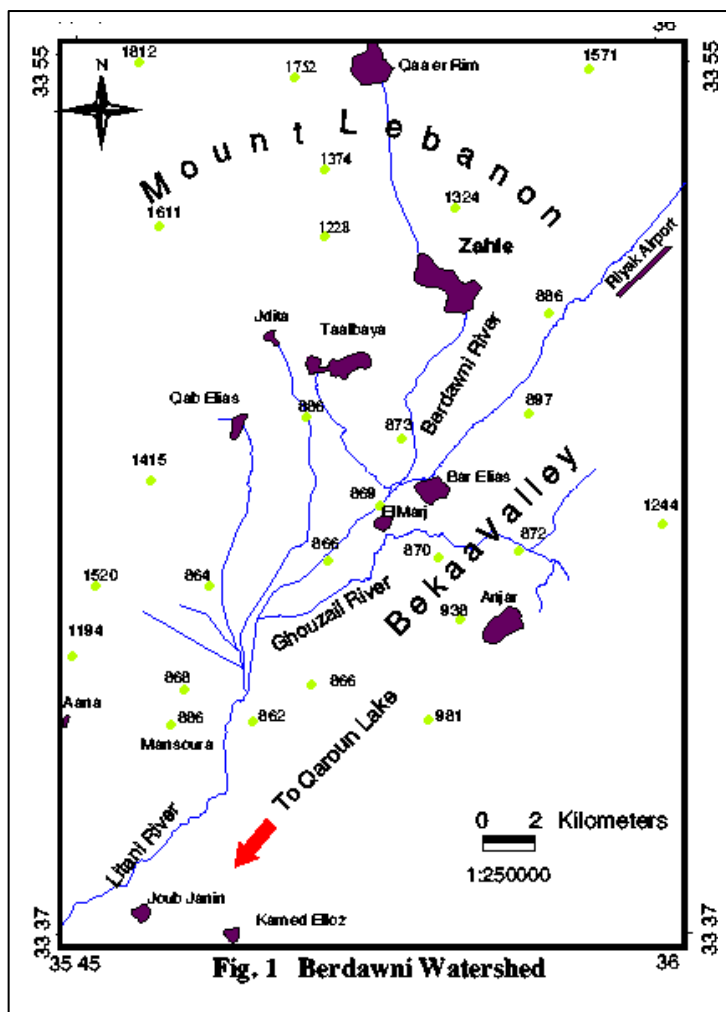 36
33 55
1812
1752
Qaa er Rim
1571
33 55
N
Mount Lebanon
1374
1324
1611
1228
Zahle
Riyak Airport
886
Jdita
Taalbaya
Berdawni River
Qab Elias
886
873
897
1415
Bar Elias
869
El Marj
1244
866
870
872
Bekaa Valley
1520
864
Ghouzail River
938
Anjar
1194
868
866
Aana
886
862
981
Mansoura
To Qaroun Lake
0 2 Kilometers
1:250000
Litani River
Joub Janin
Kamed Elloz
33 37
33 37
35 45
Fig. 1 Berdawni Watershed
36